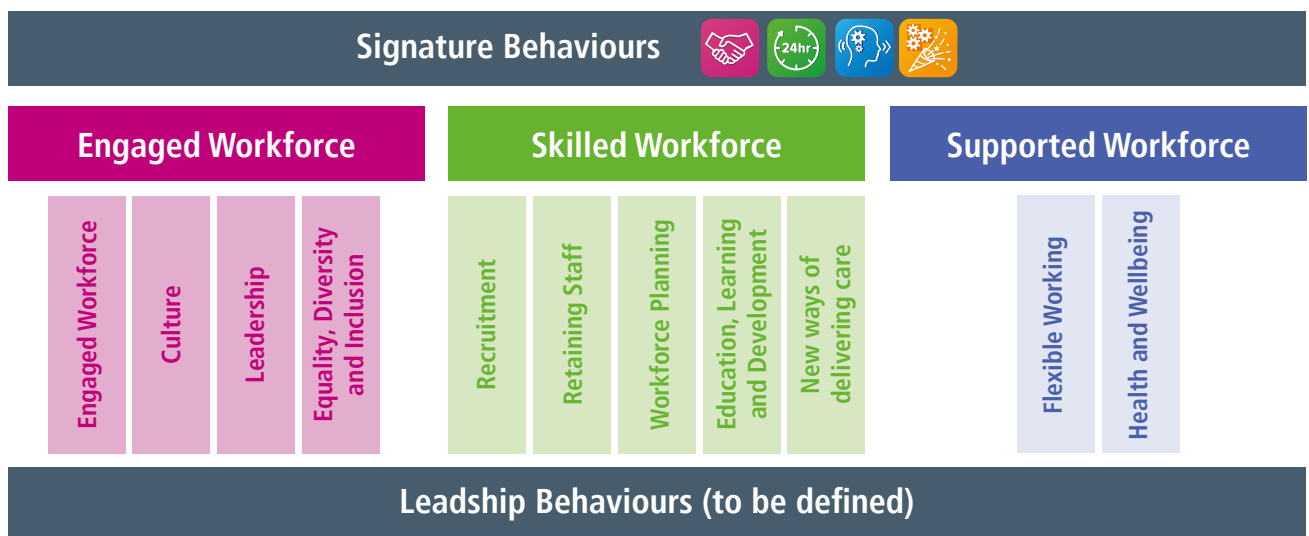 Signature Behaviours
24hr
Engaged Workforce
Skilled Workforce
Supported Workforce
Engaged Workforce
Culture
Leadership
Equality, Diversity
and Inclusion
Recruitment
Retaining Staff
Workforce Planning
Education, Learning
and Development
New ways of
delivering care
Flexible Working
Health and Wellbeing
Leadship Behaviours (to be defined)